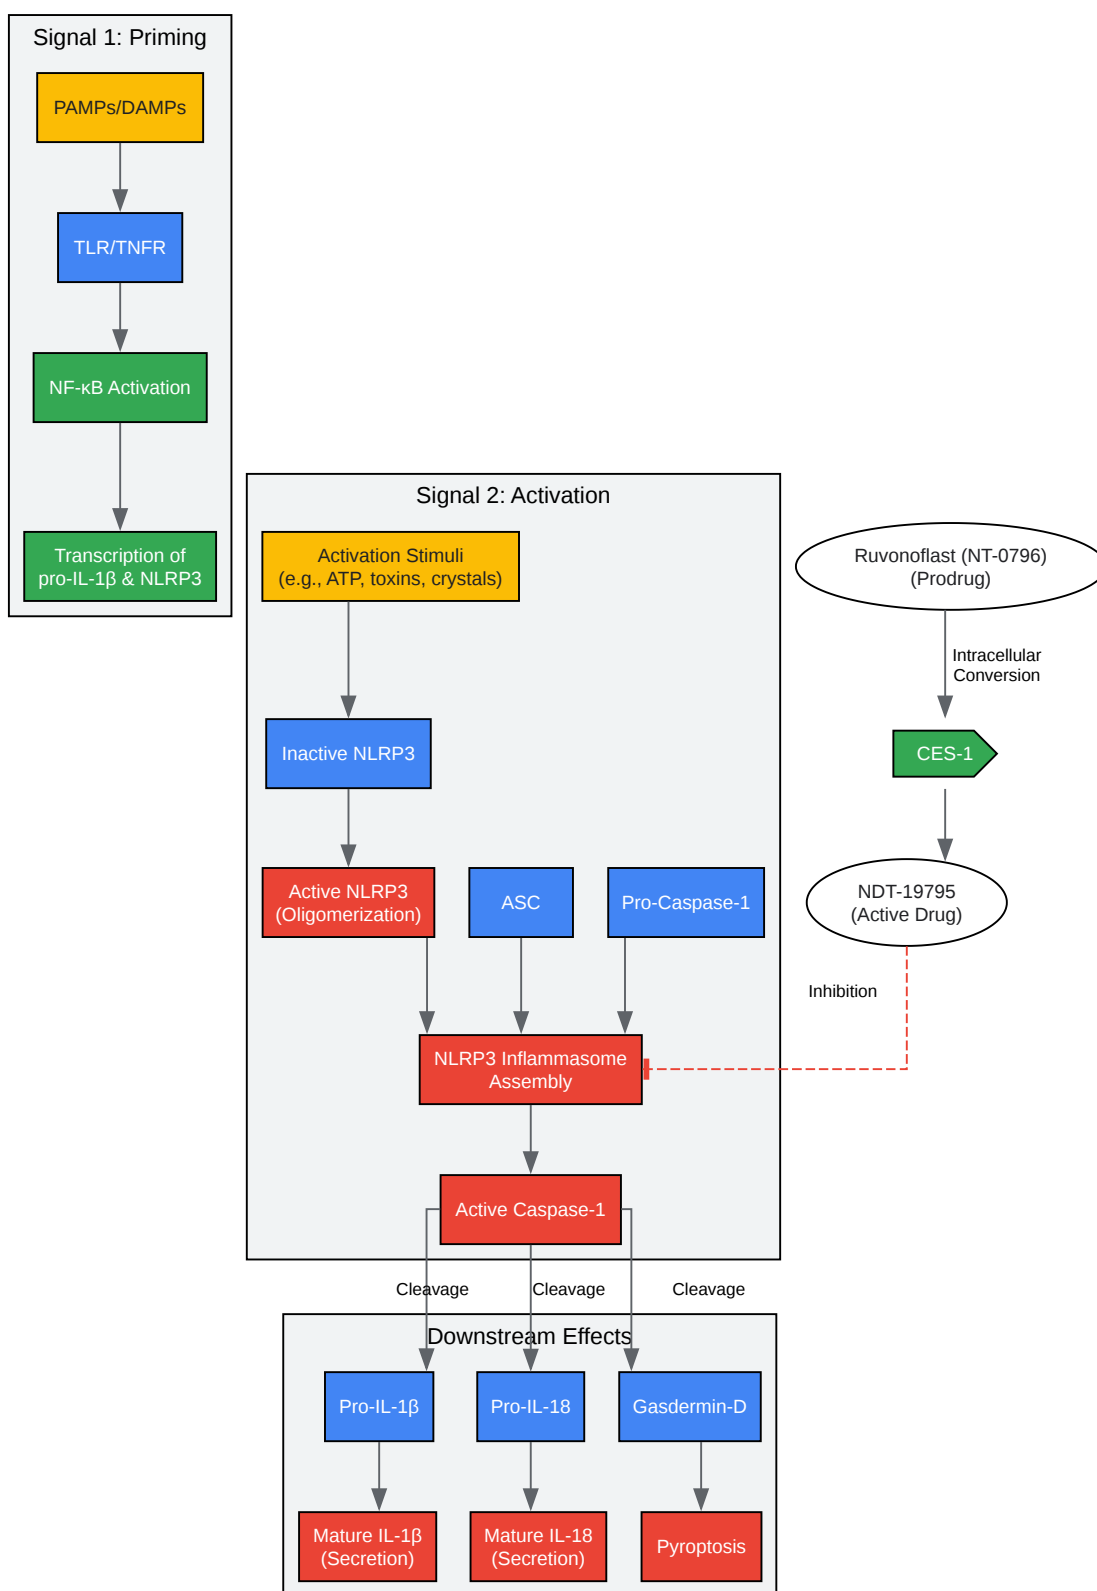 Signal 1: Priming
PAMPs/DAMPs
TLR/TNFR
NF-κB Activation
Transcription of
pro-IL-1β & NLRP3
Signal 2: Activation
Activation Stimuli
(e.g., ATP, toxins, crystals)
Inactive NLRP3
Active NLRP3
(Oligomerization)
ASC
Pro-Caspase-1
NLRP3 Inflammasome
Assembly
Active Caspase-1
Ruvonoflast (NT-0796)
(Prodrug)
Intracellular
Conversion
CES-1
NDT-19795
(Active Drug)
Inhibition
Cleavage
Cleavage
Cleavage
Downstream Effects
Pro-IL-1β
Pro-IL-18
Gasdermin-D
Mature IL-1β
(Secretion)
Mature IL-18
(Secretion)
Pyroptosis